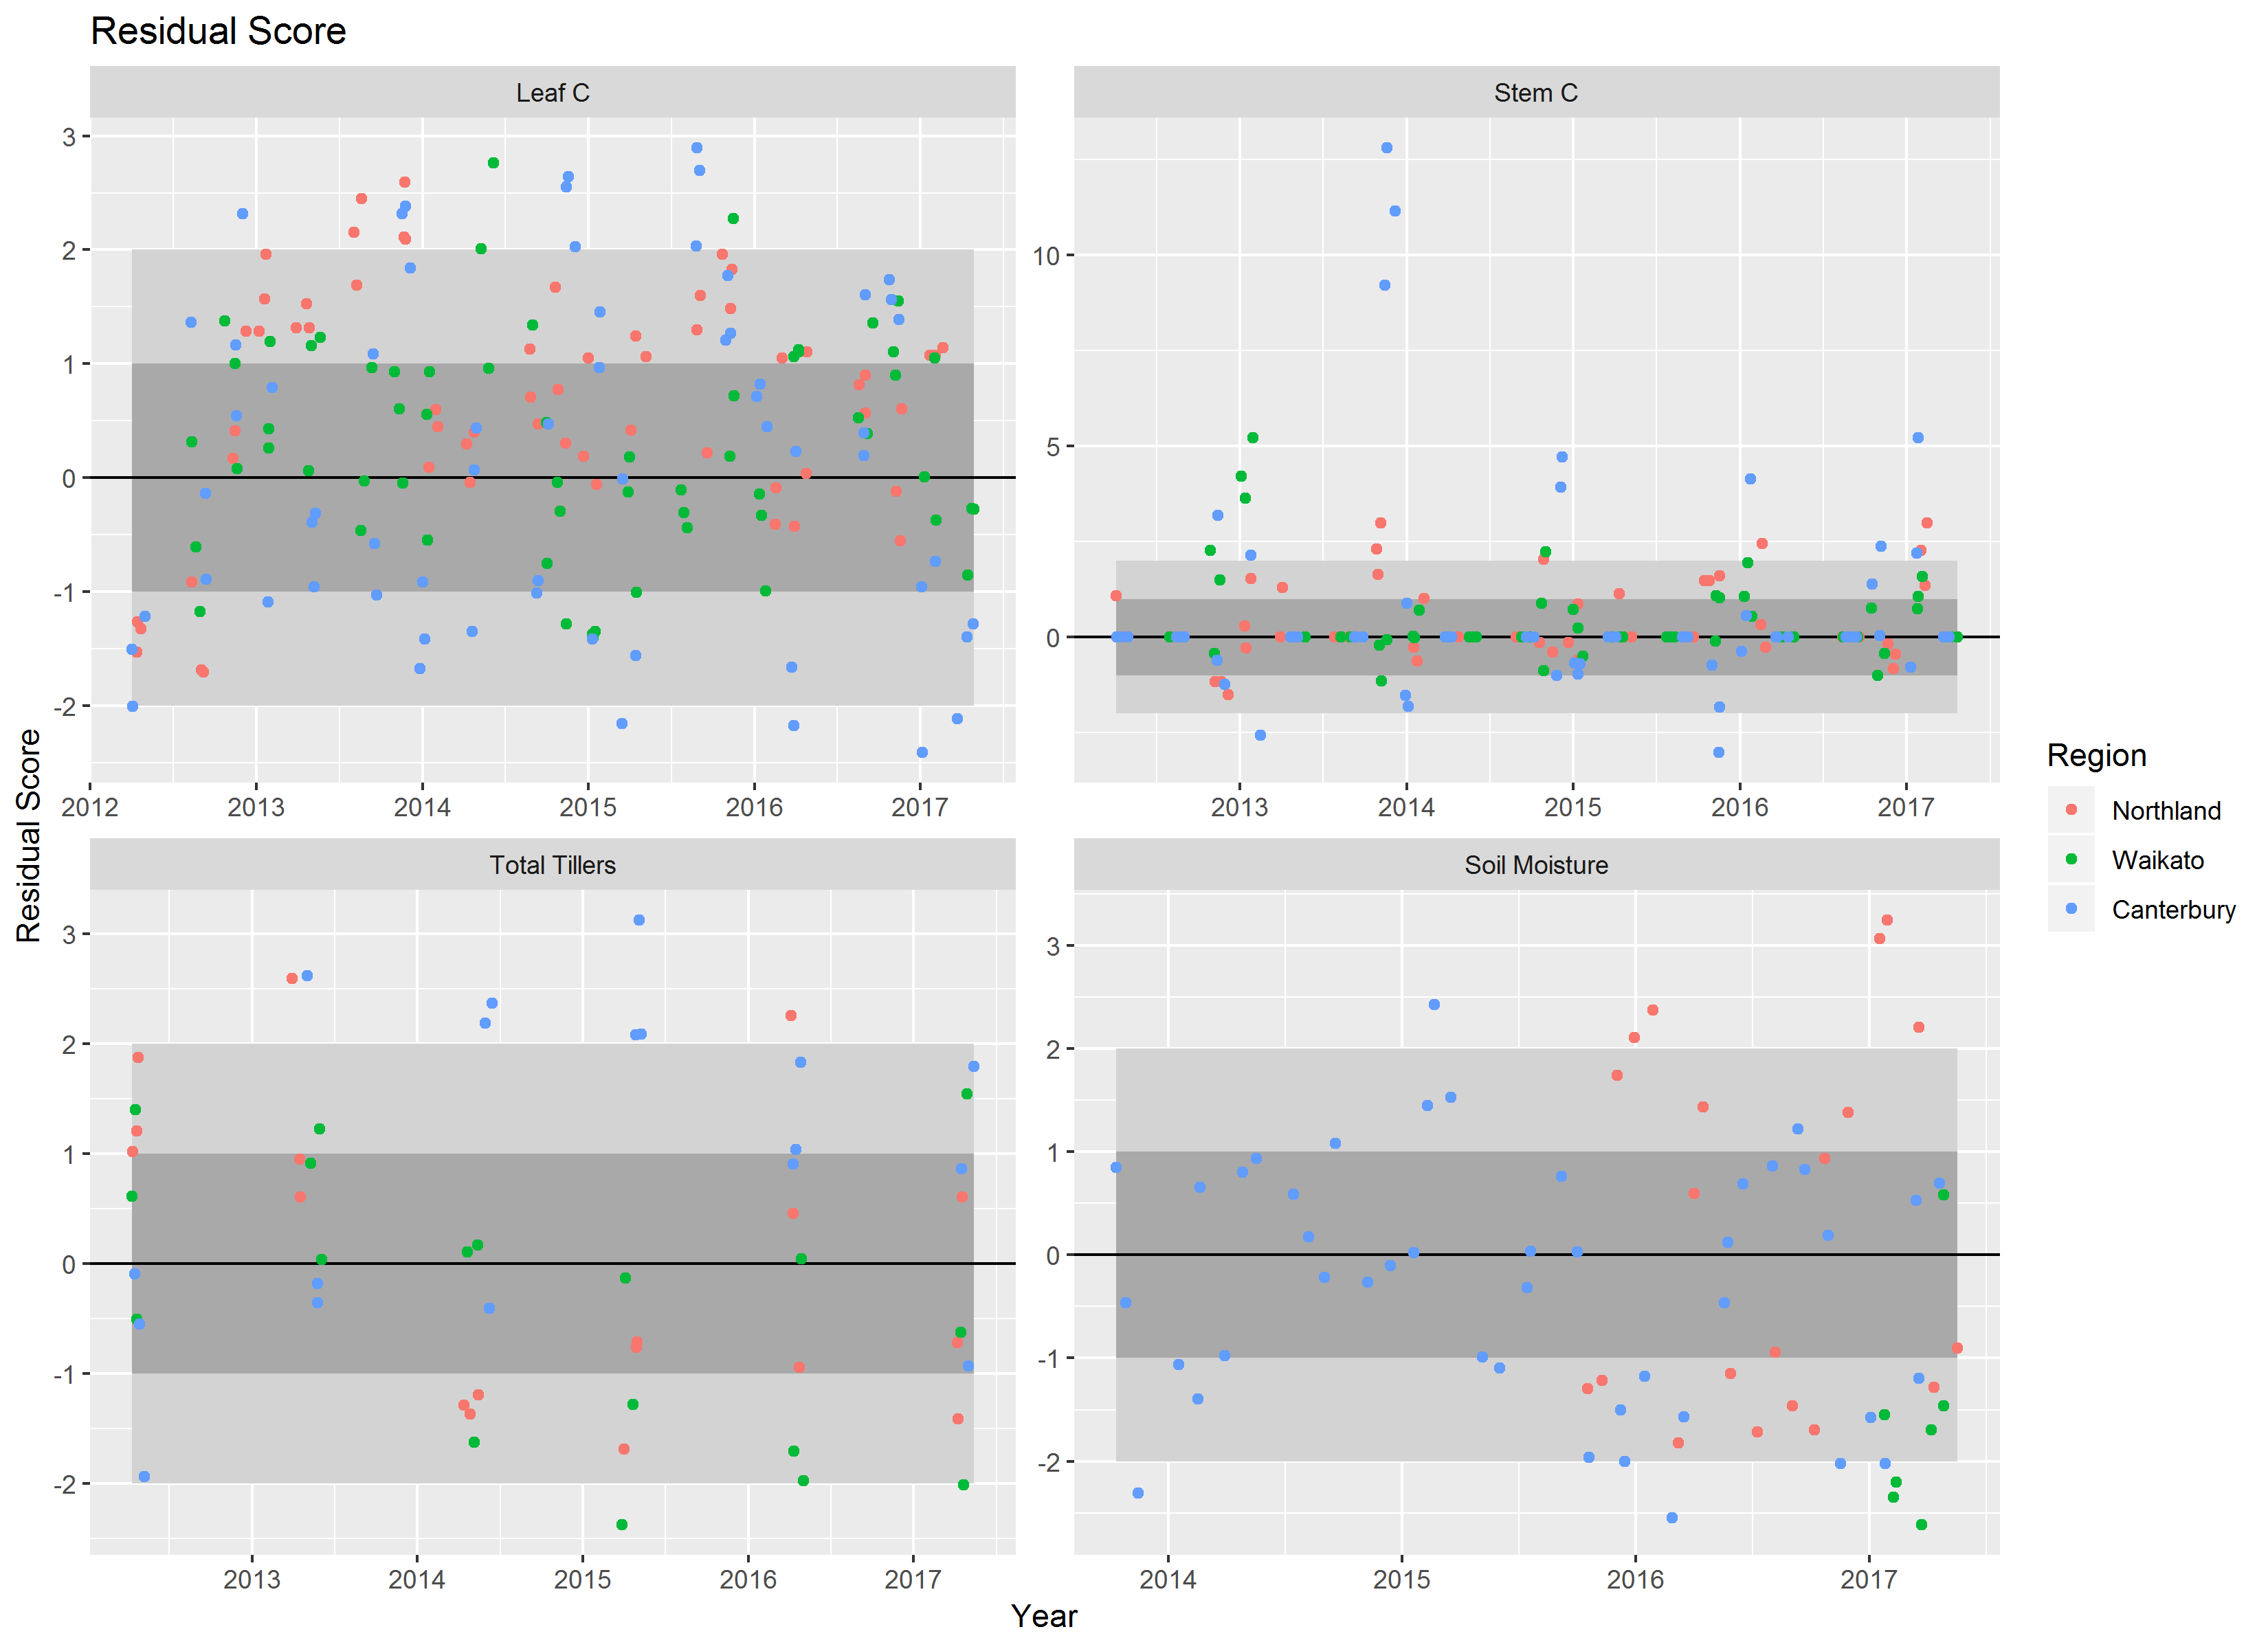 Residual Score
Leaf C
Stem C
3
2
1
0
-1
-2
10
5
0
2012 2013 2014 2015 2016 2017
2013 2014 2015 2016 2017
Total Tillers
Soil Moisture
3
2
1
0
-1
-2
3
2
1
0
-1
-2
2013 2014 2015 2016 2017
2014 2015 2016 2017
Residual Score
Year
Region
Northland
Waikato
Canterbury